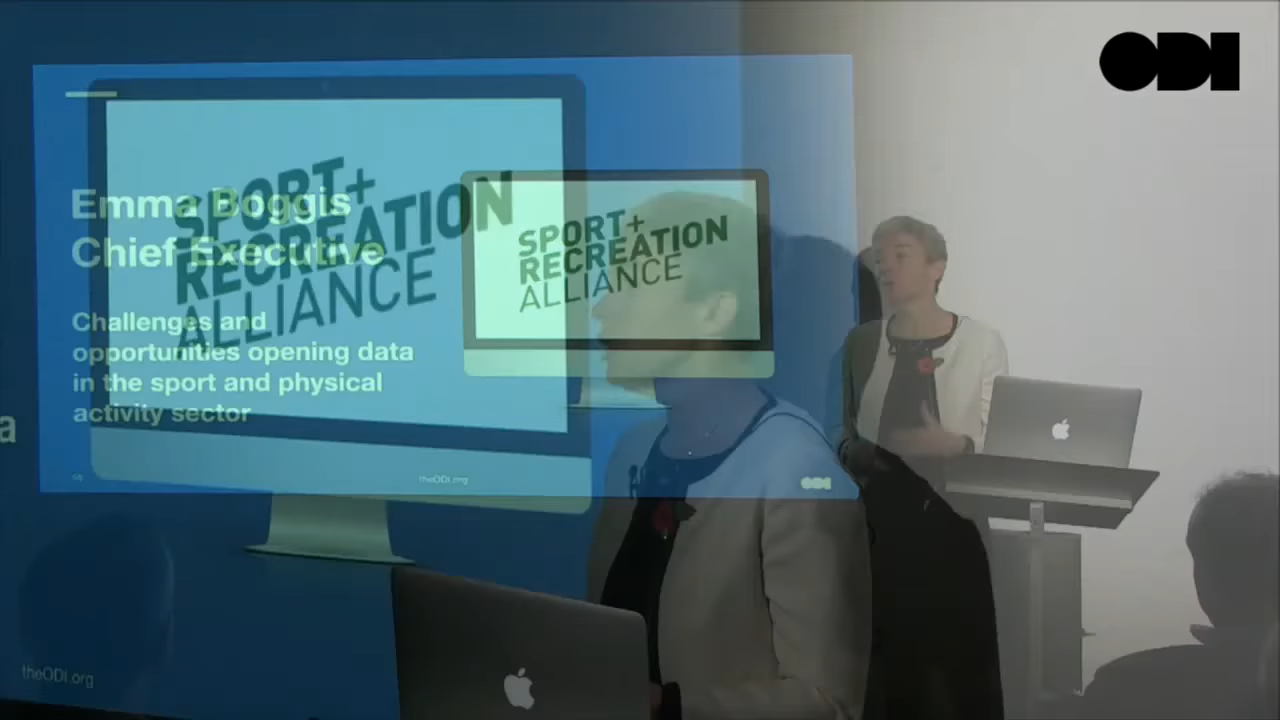 ODI
Emma Boggis
Chief Executive
Challenges and
opportunities opening data
in the sport and physical
activity sector
theODI.org
ODI
SPORT+
RECREATION
ALLIANCE
SPORT+
RECREATION
ALLIANCE
a
theODI.org